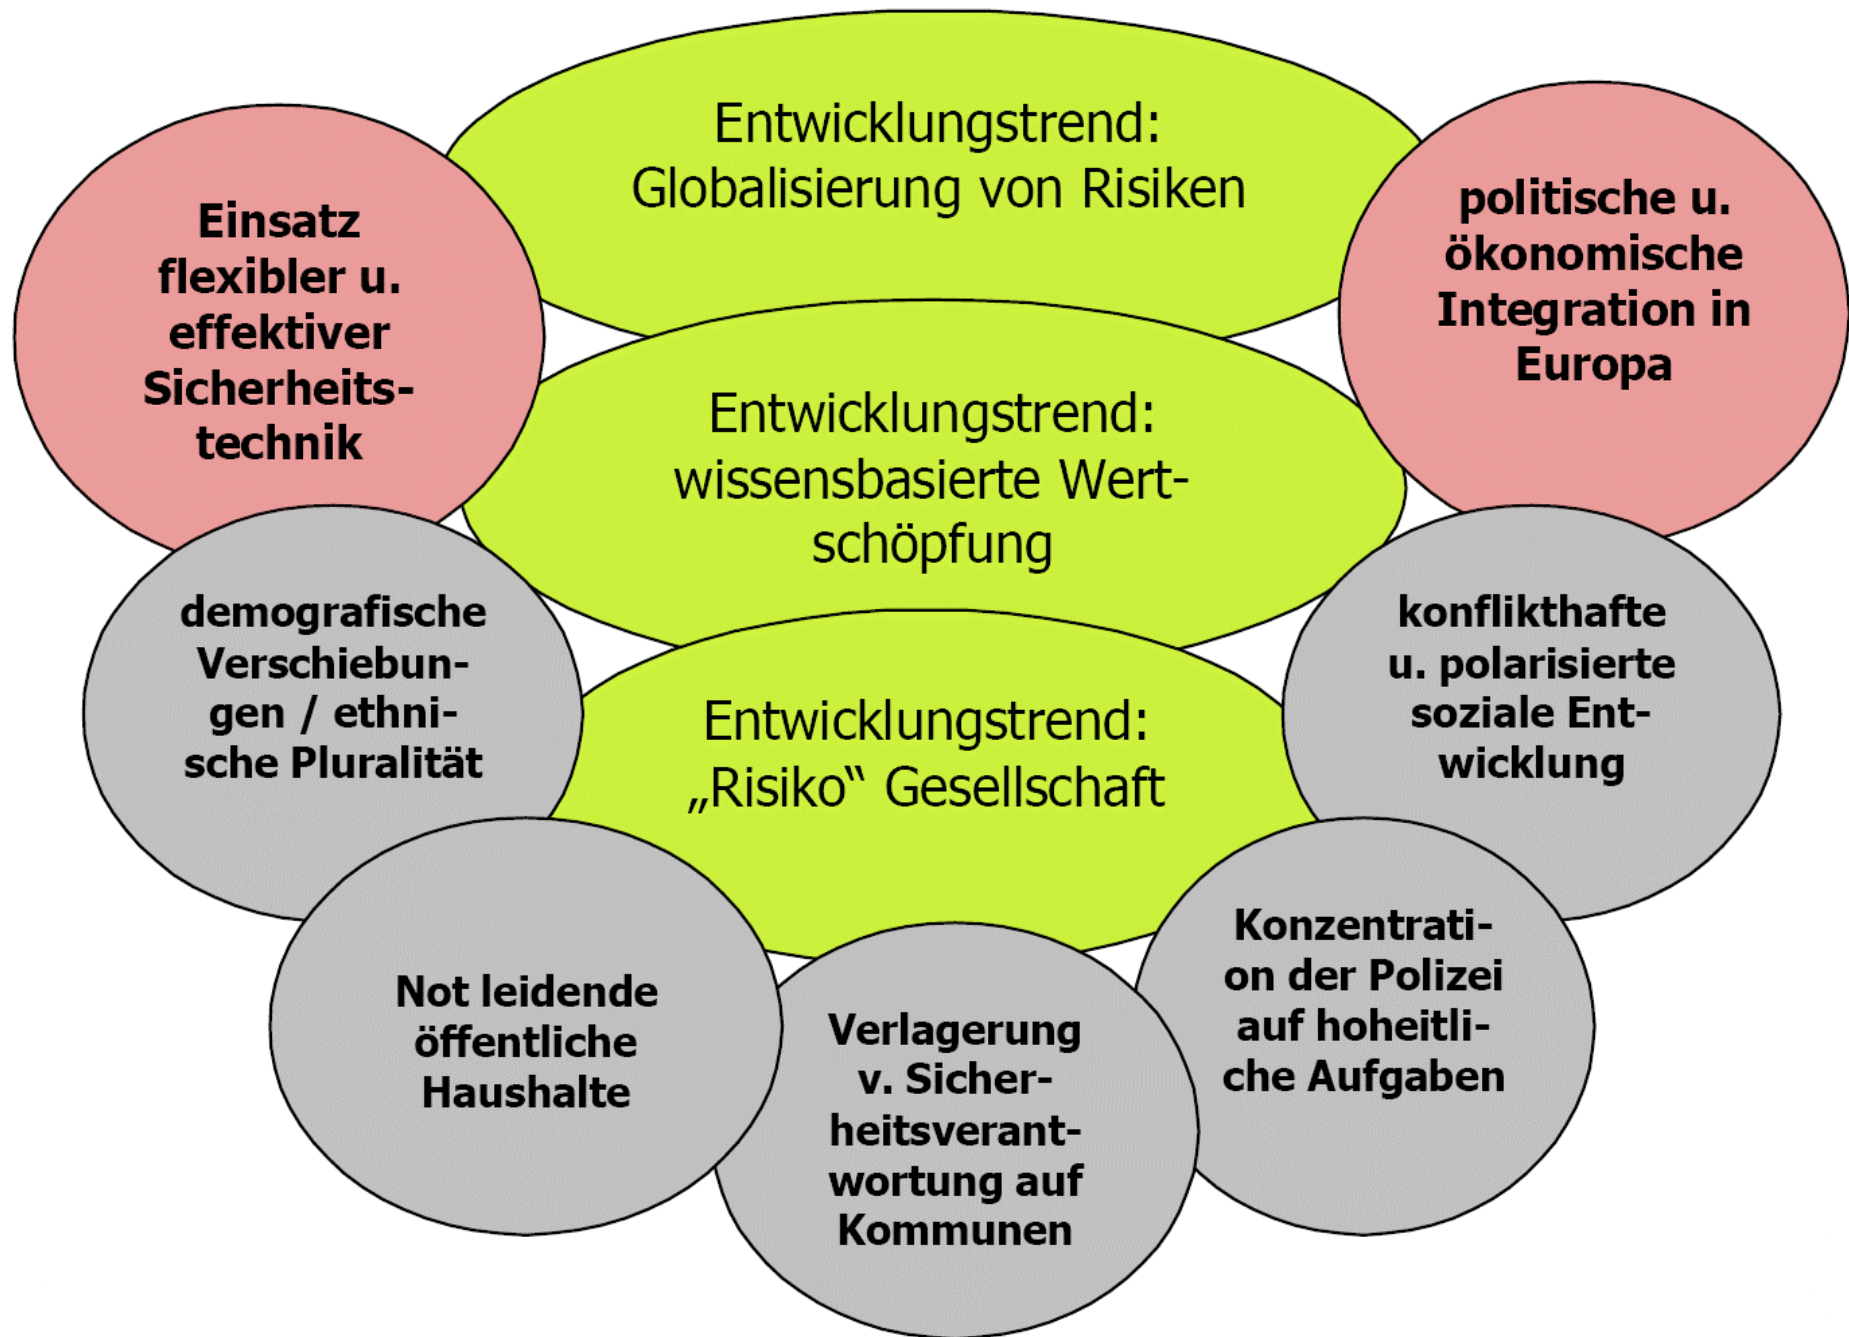 Entwicklungstrend:
Globalisierung von Risiken
Einsatz
flexibler u.
effektiver
Sicherheits-
technik
politische u.
ökonomische
Integration in
Europa
Entwicklungstrend:
wissensbasierte Wert-
schöpfung
demografische
Verschiebun-
gen / ethni-
sche Pluralität
konflikthafte
u. polarisierte
soziale Ent-
wicklung
Entwicklungstrend:
„Risiko“ Gesellschaft
Not leidende
öffentliche
Haushalte
Verlagerung
v. Sicher-
heitsverant-
wortung auf
Kommunen
Konzentrati-
on der Polizei
auf hoheitli-
che Aufgaben